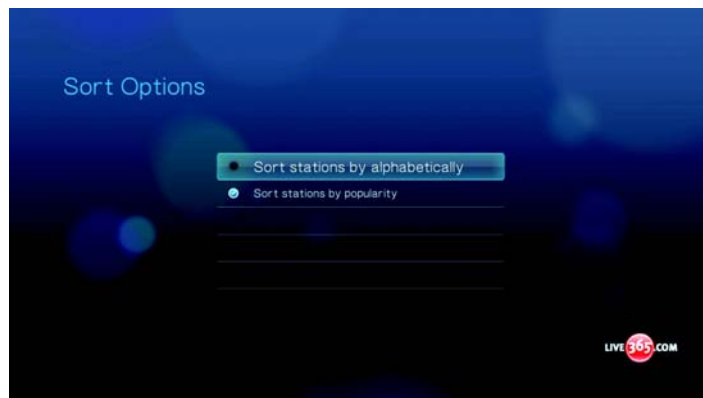 Sort Options
Sort stations by alphabetically
Sort stations by popularity
LIVE365.COM